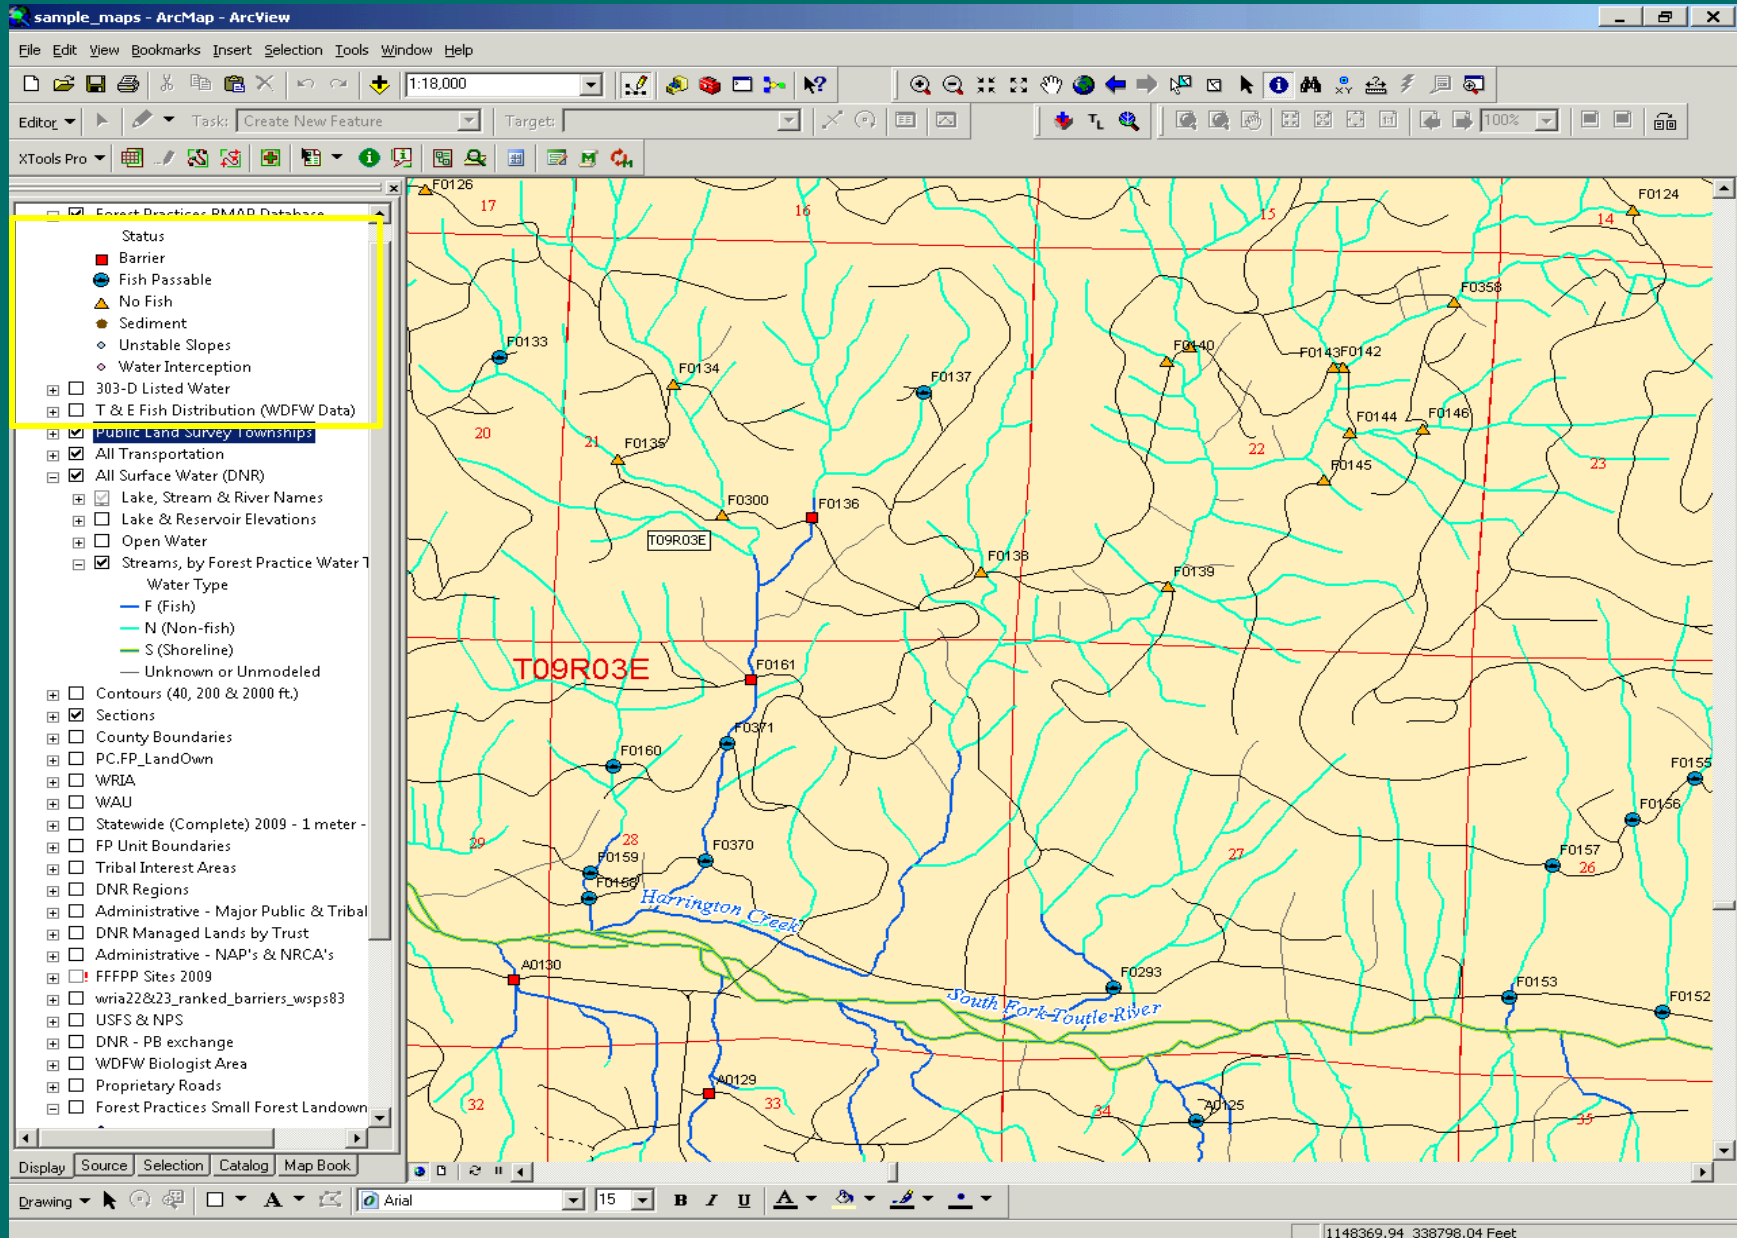 sample_maps - ArcMap - ArcView
File Edit View Bookmarks Insert Selection Tools Window Help
1:18,000
Editor Task: Create New Feature Target: 100%
XTools Pro
Forest Practices RMAP Database
Status
Barrier
Fish Passable
No Fish
Sediment
Unstable Slopes
Water Interception
303-D Listed Water
T & E Fish Distribution (WDFW Data)
Public Land Survey Townships
All Transportation
All Surface Water (DNR)
Lake, Stream & River Names
Lake & Reservoir Elevations
Open Water
Streams, by Forest Practice Water T
Water Type
F (Fish)
N (Non-fish)
S (Shoreline)
Unknown or Unmodeled
Contours (40, 200 & 2000 ft.)
Sections
County Boundaries
PC.FP_LandOwn
WRIA
WAU
Statewide (Complete) 2009 - 1 meter -
FP Unit Boundaries
Tribal Interest Areas
DNR Regions
Administrative - Major Public & Tribal
DNR Managed Lands by Trust
Administrative - NAP's & NRCA's
FFFPP Sites 2009
wria22&23_ranked_barriers_wsps83
USFS & NPS
DNR - PB exchange
WDFW Biologist Area
Proprietary Roads
Forest Practices Small Forest Landown
Display Source Selection Catalog Map Book
F0126
17
16
15
F0124
14
F0358
F0133
F0134
F0137
F0140
F0143
F0142
20
21
F0135
22
F0144
F0146
23
F0145
F0300
F0136
T09R03E
F0138
F0139
T09R03E
F0161
F0371
F0160
F0155
F0156
29
28
F0159
F0370
27
F0157
26
F0158
Harrington Creek
A0130
F0293
South Fork Toutle River
F0153
F0152
A0129
32
33
34
A0125
35
Drawing A Arial 15 B I U A
1148369.94 338798.04 Feet